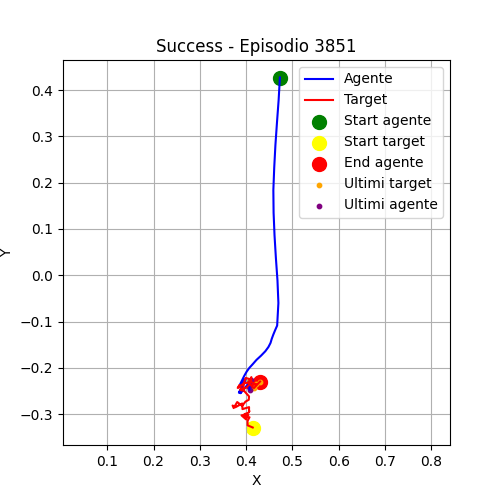 Success - Episodio 3851
Agente
Target
Start agente
Start target
End agente
Ultimi target
Ultimi agente
Y
0.4
0.3
0.2
0.1
0.0
−0.1
−0.2
−0.3
0.1 0.2 0.3 0.4 0.5 0.6 0.7 0.8
X